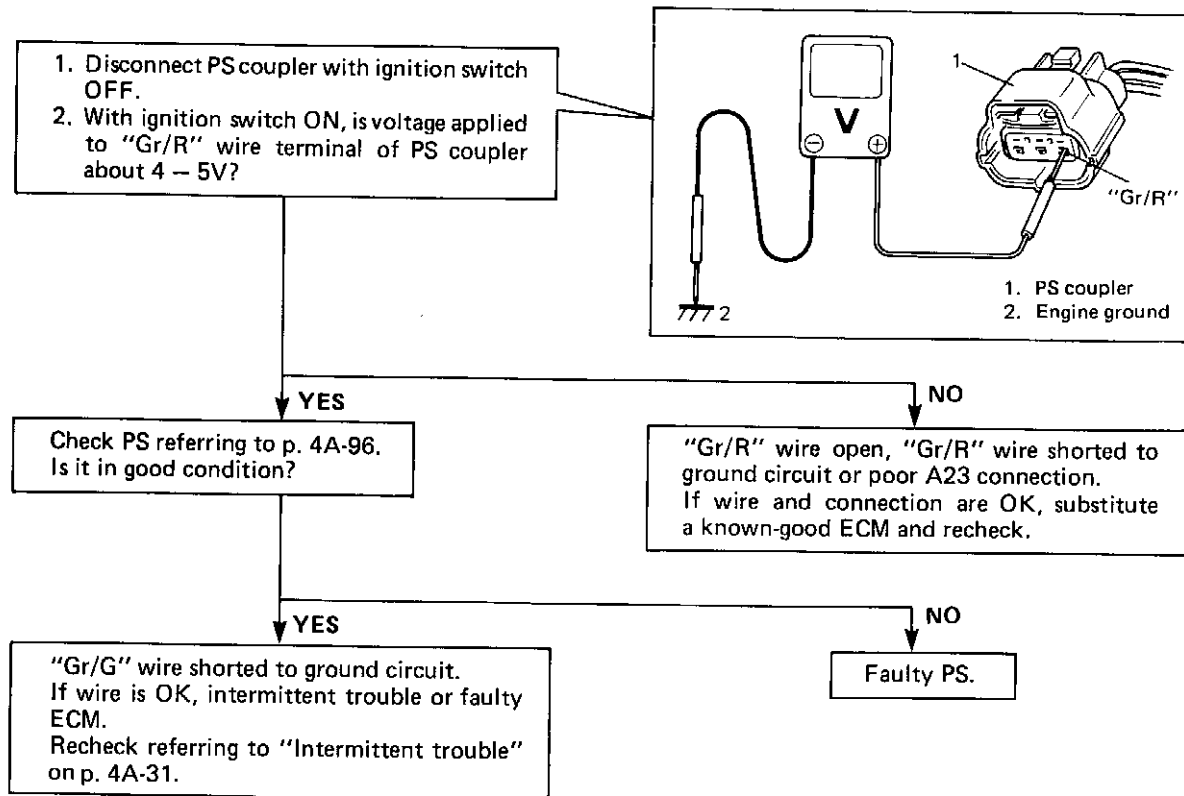 1. Disconnect PS coupler with ignition switch
OFF.
2. With ignition switch ON, is voltage applied
to "Gr/R" wire terminal of PS coupler
about 4 – 5V?
1
V
"Gr/R"
2
1. PS coupler
2. Engine ground
YES
NO
Check PS referring to p. 4A-96.
Is it in good condition?
"Gr/R" wire open, "Gr/R" wire shorted to
ground circuit or poor A23 connection.
If wire and connection are OK, substitute
a known-good ECM and recheck.
YES
NO
"Gr/G" wire shorted to ground circuit.
If wire is OK, intermittent trouble or faulty
ECM.
Recheck referring to "Intermittent trouble"
on p. 4A-31.
Faulty PS.